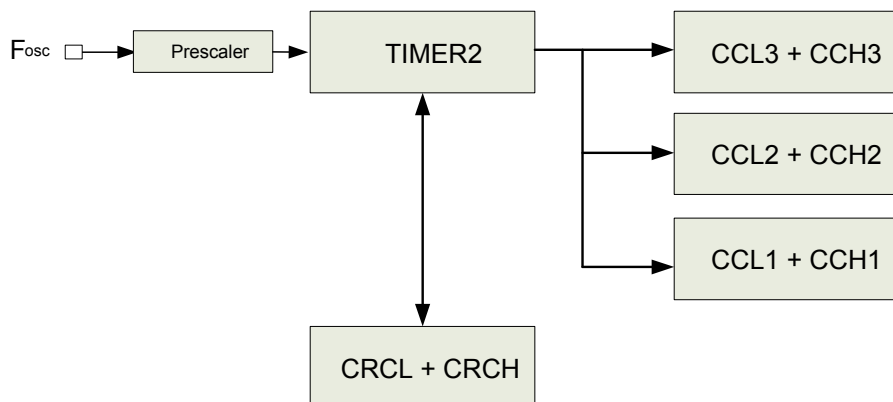 Fosc
Prescaler
TIMER2
CCL3 + CCH3
CCL2 + CCH2
CCL1 + CCH1
CRCL + CRCH